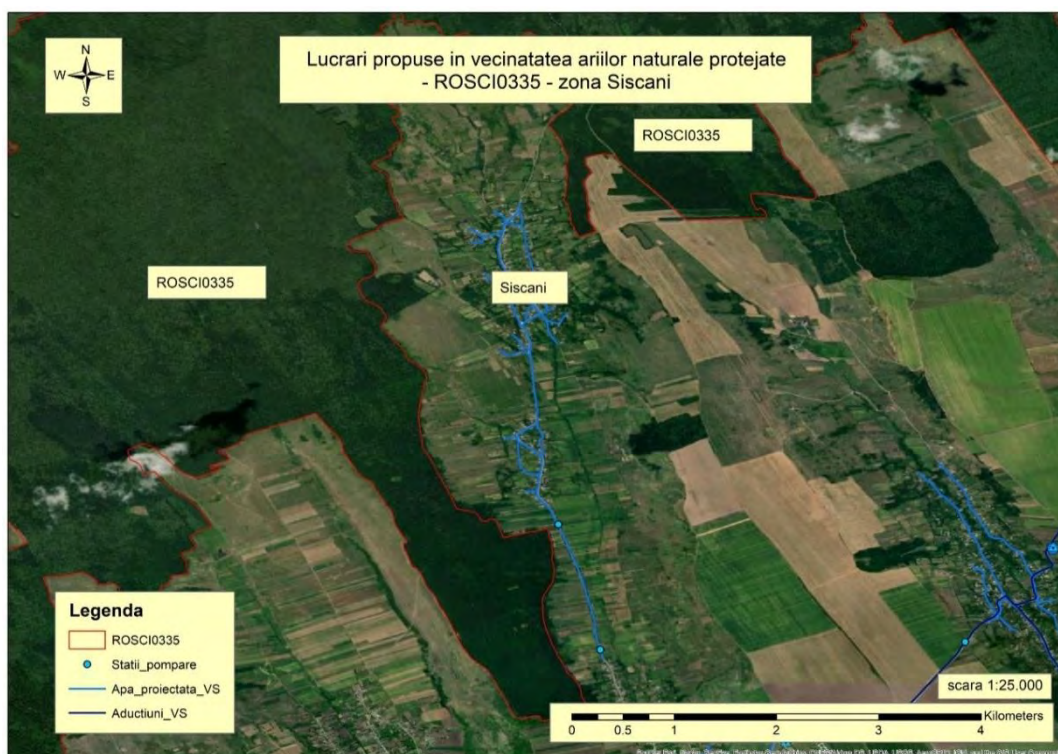 N
W E
S
Lucrari propuse in vecinatatea ariilor naturale protejate
- ROSCI0335 - zona Siscani
ROSCI0335
ROSCI0335
Siscani
Legenda
ROSCI0335
Statii_pompare
Apa_proiectata_VS
Aductiuni_VS
scara 1:25.000
Kilometers
0 0.5 1 2 3 4